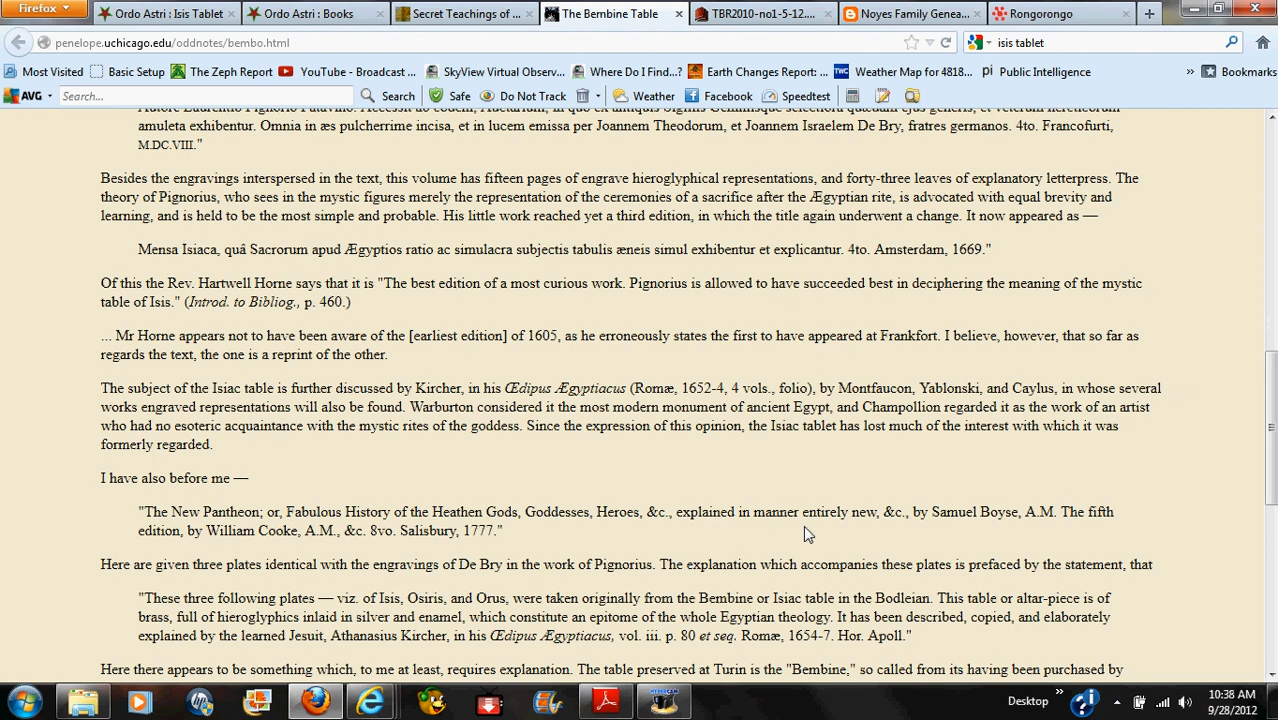 Firefox
Ordo Astri : Isis Tablet
Ordo Astri : Books
Secret Teachings of ...
The Bembine Table
TBR2010-no1-5-12....
Noyes Family Genea...
Rongorongo
penelope.uchicago.edu/oddnotes/bembo.html
isis tablet
Most Visited
Basic Setup
The Zeph Report
YouTube - Broadcast ...
SkyView Virtual Observ...
Where Do I Find...?
Earth Changes Report: ...
Weather Map for 4818...
pi Public Intelligence
»
Bookmarks
AVG
Search...
Search
Safe
Do Not Track
Weather
Facebook
Speedtest
amuleta exhibentur. Omnia in æs pulcherrime incisa, et in lucem emissa per Joannem Theodorum, et Joannem Israelem De Bry, fratres germanos. 4to. Francofurti,
M.DC.VIII."
Besides the engravings interspersed in the text, this volume has fifteen pages of engrave hieroglyphical representations, and forty-three leaves of explanatory letterpress. The
theory of Pignorius, who sees in the mystic figures merely the representation of the ceremonies of a sacrifice after the Ægyptian rite, is advocated with equal brevity and
learning, and is held to be the most simple and probable. His little work reached yet a third edition, in which the title again underwent a change. It now appeared as —
Mensa Isiaca, quâ Sacrorum apud Ægyptios ratio ac simulacra subjectis tabulis æneis simul exhibentur et explicantur. 4to. Amsterdam, 1669."
Of this the Rev. Hartwell Horne says that it is "The best edition of a most curious work. Pignorius is allowed to have succeeded best in deciphering the meaning of the mystic
table of Isis." (Introd. to Bibliog., p. 460.)
... Mr Horne appears not to have been aware of the [earliest edition] of 1605, as he erroneously states the first to have appeared at Frankfort. I believe, however, that so far as
regards the text, the one is a reprint of the other.
The subject of the Isiac table is further discussed by Kircher, in his Œdipus Ægyptiacus (Romæ, 1652-4, 4 vols., folio), by Montfaucon, Yablonski, and Caylus, in whose several
works engraved representations will also be found. Warburton considered it the most modern monument of ancient Egypt, and Champollion regarded it as the work of an artist
who had no esoteric acquaintance with the mystic rites of the goddess. Since the expression of this opinion, the Isiac tablet has lost much of the interest with which it was
formerly regarded.
I have also before me —
"The New Pantheon; or, Fabulous History of the Heathen Gods, Goddesses, Heroes, &c., explained in manner entirely new, &c., by Samuel Boyse, A.M. The fifth
edition, by William Cooke, A.M., &c. 8vo. Salisbury, 1777."
Here are given three plates identical with the engravings of De Bry in the work of Pignorius. The explanation which accompanies these plates is prefaced by the statement, that
"These three following plates — viz. of Isis, Osiris, and Orus, were taken originally from the Bembine or Isiac table in the Bodleian. This table or altar-piece is of
brass, full of hieroglyphics inlaid in silver and enamel, which constitute an epitome of the whole Egyptian theology. It has been described, copied, and elaborately
explained by the learned Jesuit, Athanasius Kircher, in his Œdipus Ægyptiacus, vol. iii. p. 80 et seq. Romæ, 1654-7. Hor. Apoll."
Here there appears to be something which, to me at least, requires explanation. The table preserved at Turin is the "Bembine," so called from its having been purchased by
Desktop
»
10:38 AM
9/28/2012